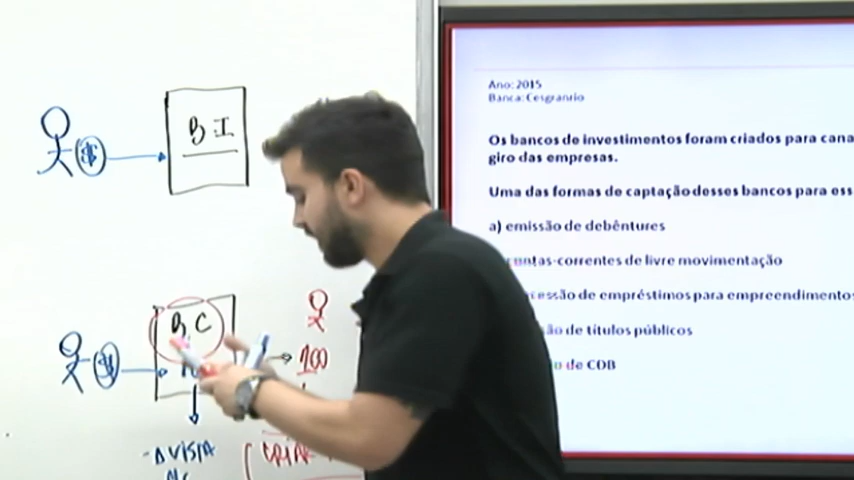 B.I
$
B C
$
100
- A VISTA
Ano: 2015
Banca: Cesgranrio
Os bancos de investimentos foram criados para cana
giro das empresas.
Uma das formas de captação desses bancos para ess
a) emissão de debêntures
ntas-correntes de livre movimentação
cessão de empréstimos para empreendimento
ão de títulos públicos
de CDB